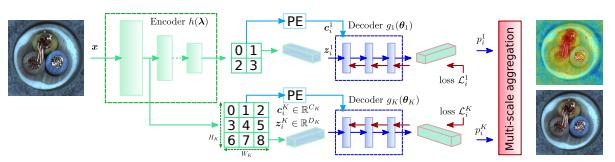 Encoder h(λ)
x
0 1
2 3
PE
c_i^1
z_i^1
Decoder g_1(θ_1)
loss L_i^1
p_i^1
0 1 2
3 4 5
6 7 8
H_K
W_K
PE
c_i^K ∈ ℝ^{C_K}
z_i^K ∈ ℝ^{D_K}
Decoder g_K(θ_K)
loss L_i^K
p_i^K
Multi-scale aggregation